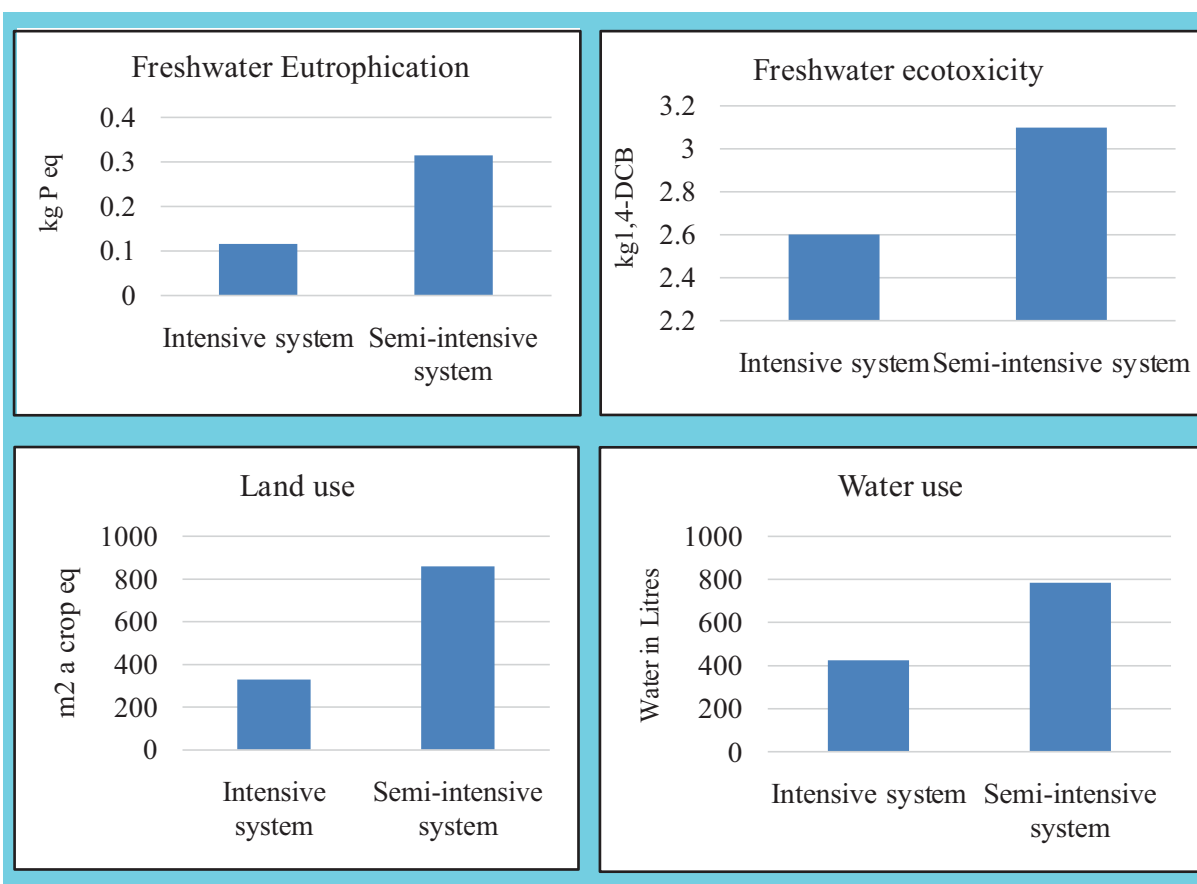 Freshwater Eutrophication
kg P eq
0.4
0.3
0.2
0.1
0
Intensive system
Semi-intensive
system
Freshwater ecotoxicity
kg1,4-DCB
3.2
3
2.8
2.6
2.4
2.2
Intensive system
Semi-intensive system
Land use
m2 a crop eq
1000
800
600
400
200
0
Intensive
system
Semi-intensive
system
Water use
Water in Litres
1000
800
600
400
200
0
Intensive system
Semi-intensive
system